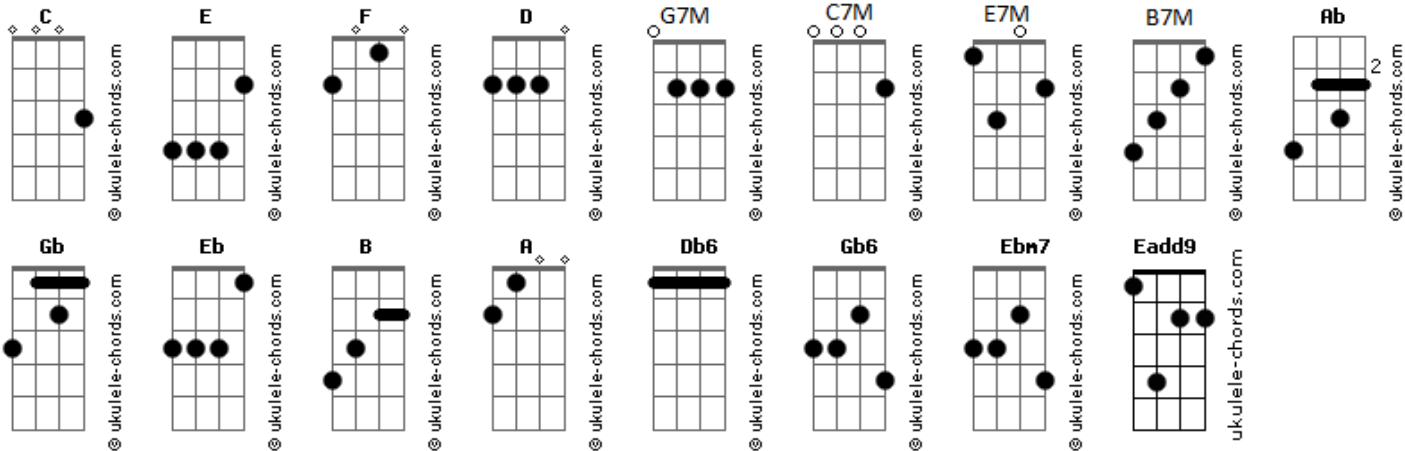 C E F D G7M C7M E7M B7M Ab
2
© ukulele-chords.com © ukulele-chords.com © ukulele-chords.com © ukulele-chords.com © ukulele-chords.com © ukulele-chords.com © ukulele-chords.com © ukulele-chords.com © ukulele-chords.com
Gb Eb B A Db6 Gb6 Ebm7 Eadd9
© ukulele-chords.com © ukulele-chords.com © ukulele-chords.com © ukulele-chords.com © ukulele-chords.com © ukulele-chords.com © ukulele-chords.com ukulele-chords.com